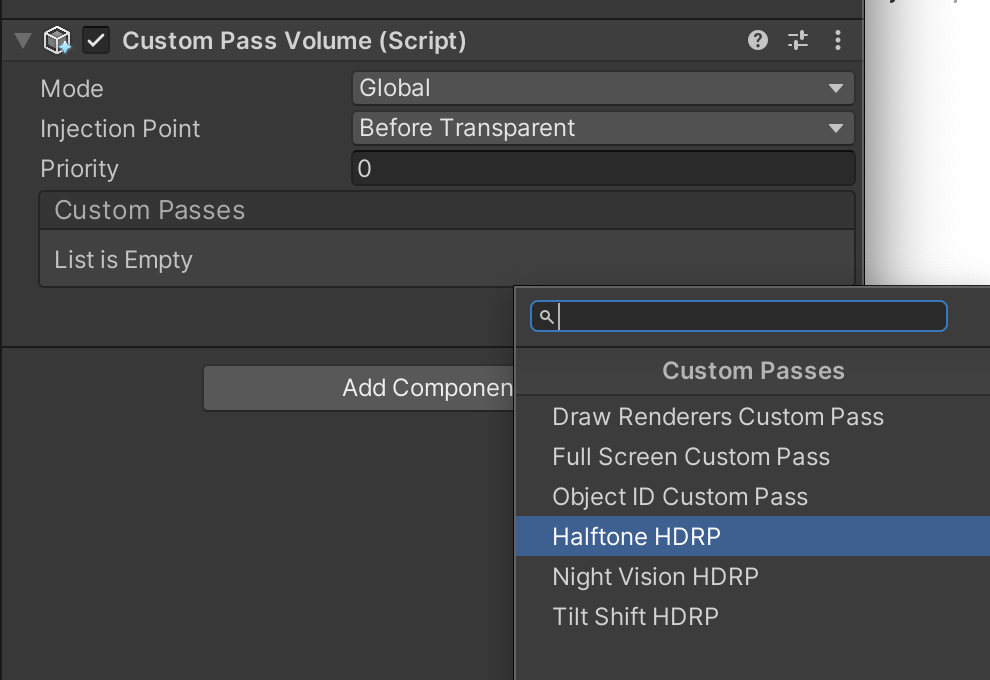 Custom Pass Volume (Script)
Mode Global
Injection Point Before Transparent
Priority 0
Custom Passes
List is Empty
Add Componen
Custom Passes
Draw Renderers Custom Pass
Full Screen Custom Pass
Object ID Custom Pass
Halftone HDRP
Night Vision HDRP
Tilt Shift HDRP